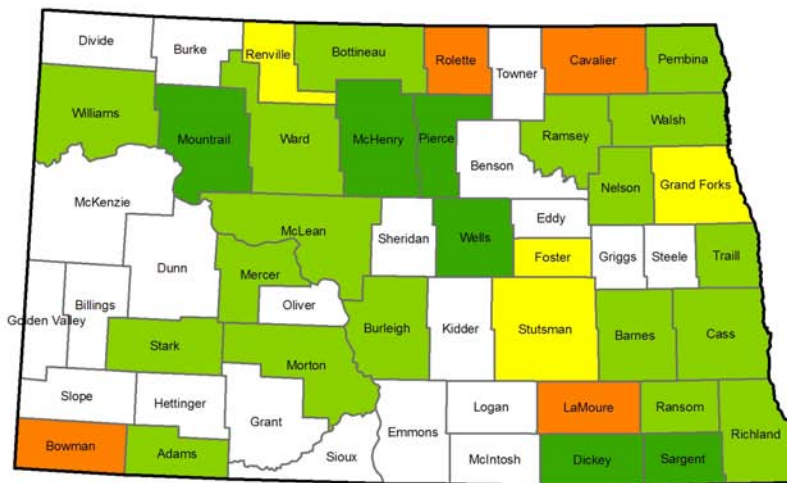 Divide
Burke
Renville
Bottineau
Rolette
Towner
Cavalier
Pembina
Williams
Mountrail
Ward
McHenry
Pierce
Benson
Ramsey
Walsh
Nelson
Grand Forks
McKenzie
Dunn
McLean
Sheridan
Wells
Eddy
Foster
Griggs
Steele
Traill
Mercer
Oliver
Golden Valley
Billings
Stark
Morton
Burleigh
Kidder
Stutsman
Barnes
Cass
Slope
Hettinger
Grant
Sioux
Emmons
Logan
LaMoure
Ransom
Richland
Bowman
Adams
McIntosh
Dickey
Sargent